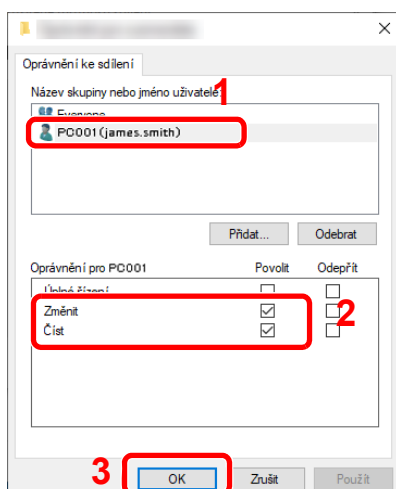 Oprávnění ke sdílení
Název skupiny nebo jméno uživatele:
1
Everyone
PC001(james.smith)
Přidat...
Odebrat
Oprávnění pro PC001 Povolit Odepřít
Úplné řízení
Změnit
2
Číst
3
OK
Zrušit
Použít